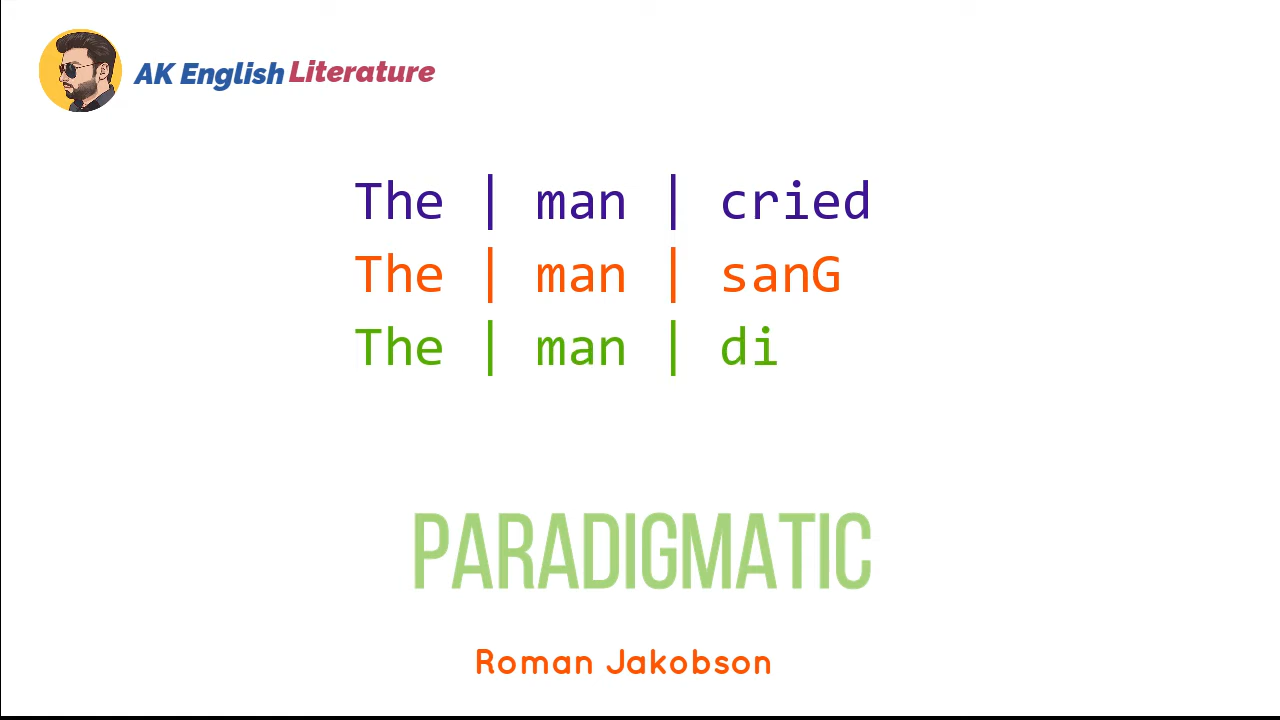 AK English Literature
The | man | cried
The | man | sanG
The | man | di
PARADIGMATIC
Roman Jakobson